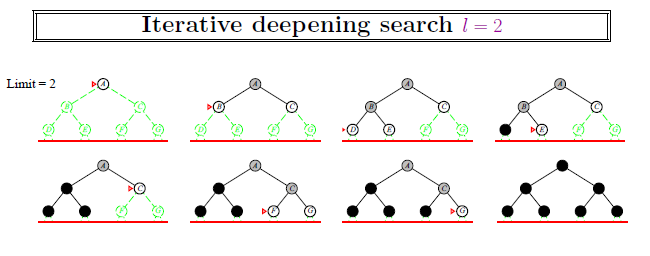 Iterative deepening search l = 2
Limit = 2
A A A A
B C B C B C B C
D E F G D E F G D E F G E F G
A A A A
C C C
F G F G G